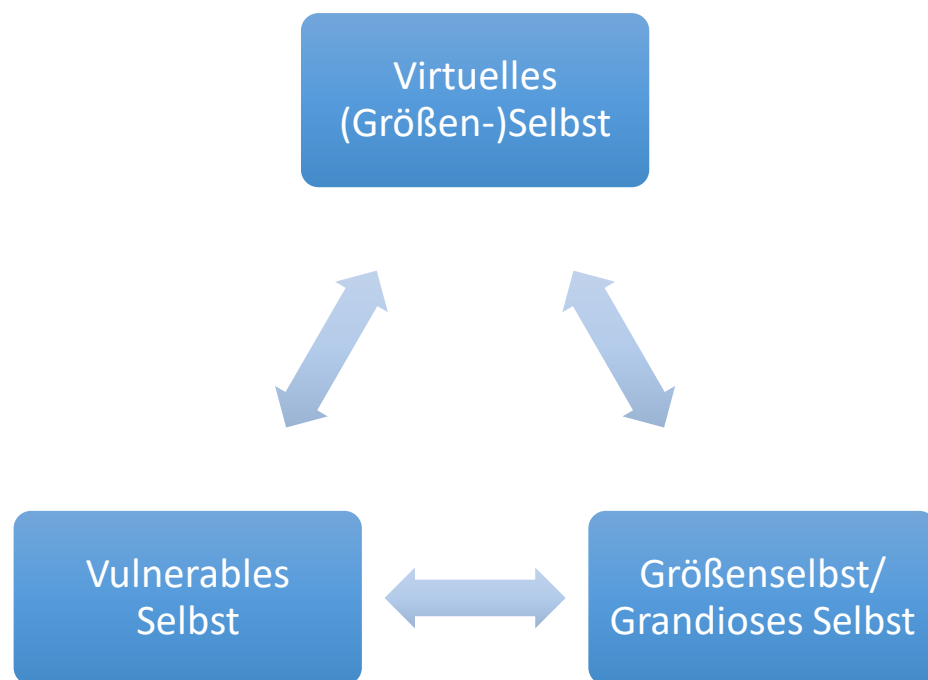 Virtuelles
(Größen-)Selbst
Vulnerables
Selbst
Größenselbst/
Grandioses Selbst